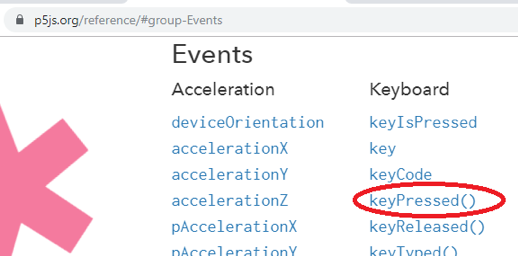 p5js.org/reference/#group-Events
Events
Acceleration Keyboard
deviceOrientation keyIsPressed
accelerationX key
accelerationY keyCode
accelerationZ keyPressed()
pAccelerationX keyReleased()
pAccelerationY keyTyped()